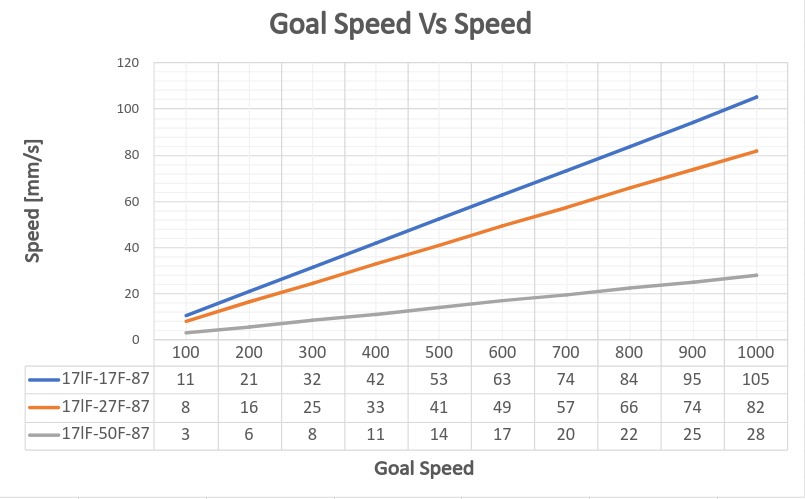 Goal Speed Vs Speed
120
100
80
60
40
20
0
Speed [mm/s]
100 200 300 400 500 600 700 800 900 1000
17lF-17F-87 11 21 32 42 53 63 74 84 95 105
17lF-27F-87 8 16 25 33 41 49 57 66 74 82
17lF-50F-87 3 6 8 11 14 17 20 22 25 28
Goal Speed